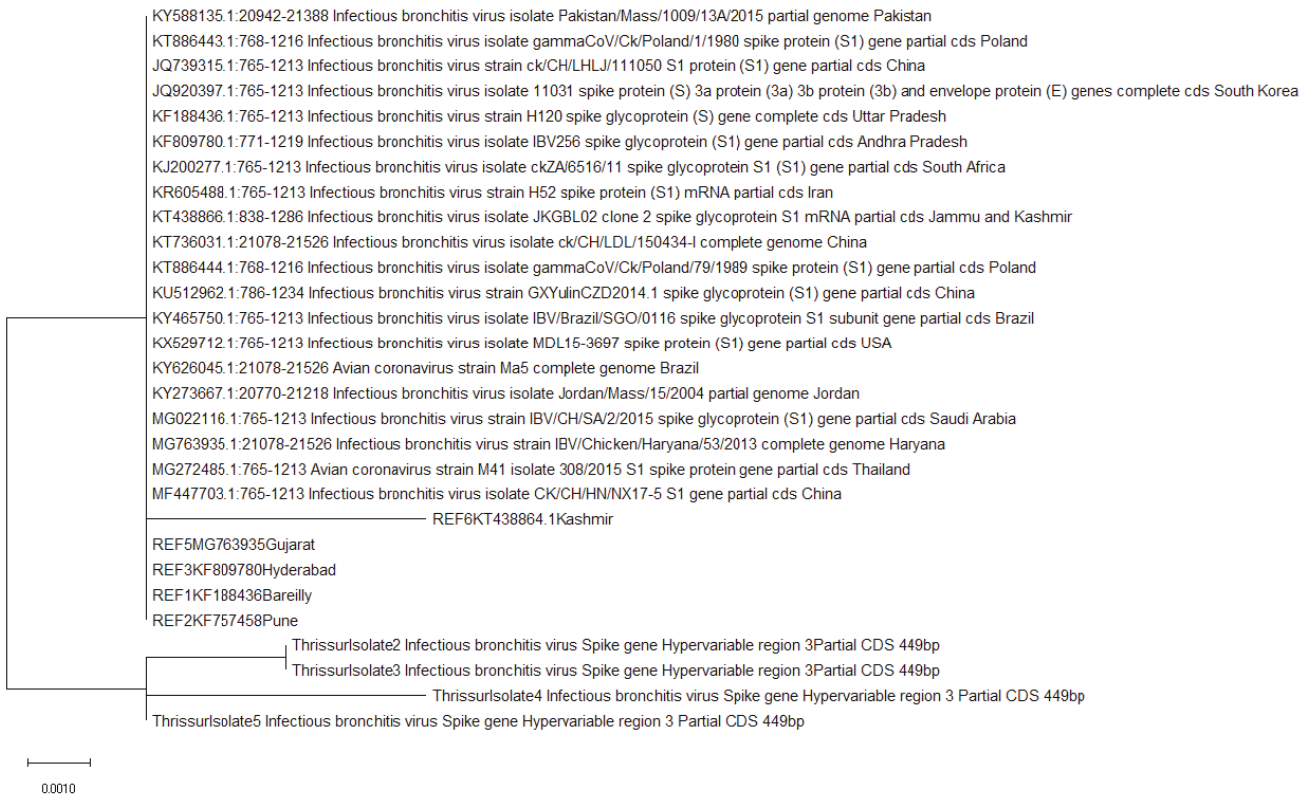 KY588135.1:20942-21388 Infectious bronchitis virus isolate Pakistan/Mass/1009/13A/2015 partial genome Pakistan
KT886443.1:768-1216 Infectious bronchitis virus isolate gammaCoV/Ck/Poland/1/1980 spike protein (S1) gene partial cds Poland
JQ739315.1:765-1213 Infectious bronchitis virus strain ck/CH/LHLJ/111050 S1 protein (S1) gene partial cds China
JQ920397.1:765-1213 Infectious bronchitis virus isolate 11031 spike protein (S) 3a protein (3a) 3b protein (3b) and envelope protein (E) genes complete cds South Korea
KF188436.1:765-1213 Infectious bronchitis virus strain H120 spike glycoprotein (S) gene complete cds Uttar Pradesh
KF809780.1:771-1219 Infectious bronchitis virus isolate IBV256 spike glycoprotein (S1) gene partial cds Andhra Pradesh
KJ200277.1:765-1213 Infectious bronchitis virus isolate ckZA/6516/11 spike glycoprotein S1 (S1) gene partial cds South Africa
KR605488.1:765-1213 Infectious bronchitis virus strain H52 spike protein (S1) mRNA partial cds Iran
KT438866.1:838-1286 Infectious bronchitis virus isolate JKGBL02 clone 2 spike glycoprotein S1 mRNA partial cds Jammu and Kashmir
KT736031.1:21078-21526 Infectious bronchitis virus isolate ck/CH/LDL/150434-I complete genome China
KT886444.1:768-1216 Infectious bronchitis virus isolate gammaCoV/Ck/Poland/79/1989 spike protein (S1) gene partial cds Poland
KU512962.1:786-1234 Infectious bronchitis virus strain GXYulinCZD2014.1 spike glycoprotein (S1) gene partial cds China
KY465750.1:765-1213 Infectious bronchitis virus isolate IBV/Brazil/SGO/0116 spike glycoprotein S1 subunit gene partial cds Brazil
KX529712.1:765-1213 Infectious bronchitis virus isolate MDL15-3697 spike protein (S1) gene partial cds USA
KY626045.1:21078-21526 Avian coronavirus strain Ma5 complete genome Brazil
KY273667.1:20770-21218 Infectious bronchitis virus isolate Jordan/Mass/15/2004 partial genome Jordan
MG022116.1:765-1213 Infectious bronchitis virus strain IBV/CH/SA/2/2015 spike glycoprotein (S1) gene partial cds Saudi Arabia
MG763935.1:21078-21526 Infectious bronchitis virus strain IBV/Chicken/Haryana/53/2013 complete genome Haryana
MG272485.1:765-1213 Avian coronavirus strain M41 isolate 308/2015 S1 spike protein gene partial cds Thailand
MF447703.1:765-1213 Infectious bronchitis virus isolate CK/CH/HN/NX17-5 S1 gene partial cds China
REF6KT438864.1Kashmir
REF5MG763935Gujarat
REF3KF809780Hyderabad
REF1KF188436Bareilly
REF2KF757458Pune
ThrissurIsolate2 Infectious bronchitis virus Spike gene Hypervariable region 3Partial CDS 449bp
ThrissurIsolate3 Infectious bronchitis virus Spike gene Hypervariable region 3Partial CDS 449bp
ThrissurIsolate4 Infectious bronchitis virus Spike gene Hypervariable region 3 Partial CDS 449bp
ThrissurIsolate5 Infectious bronchitis virus Spike gene Hypervariable region 3 Partial CDS 449bp
0.0010